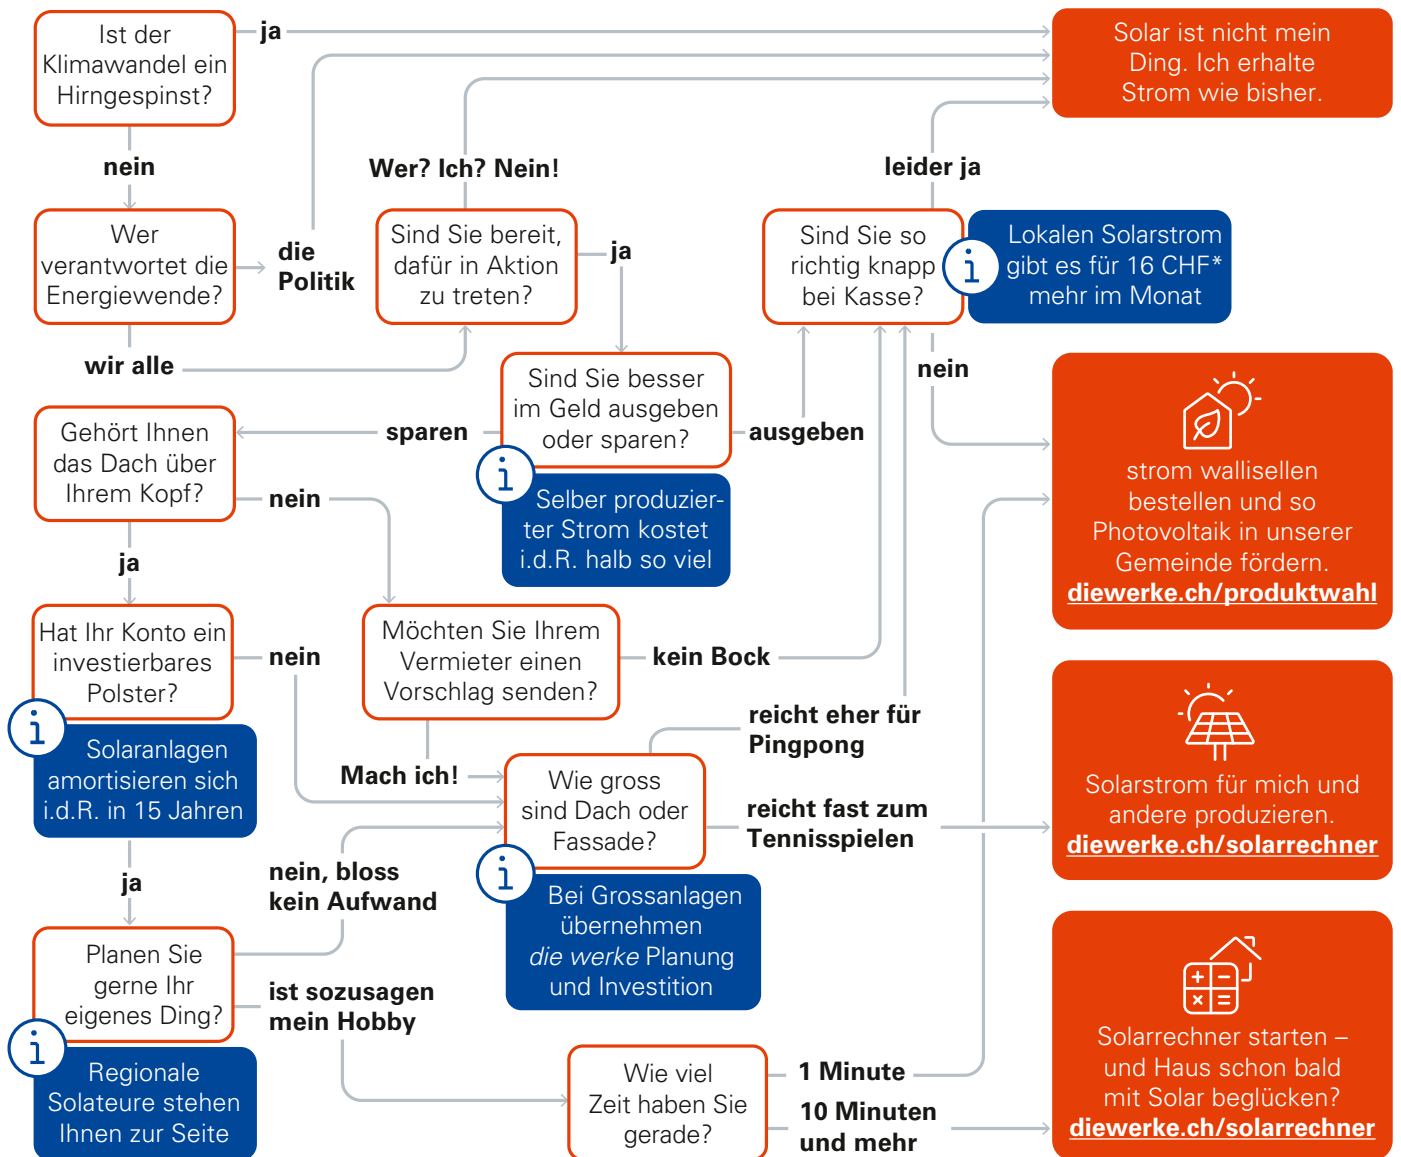 Ist der
Klimawandel ein
Hirngespinst?
ja
Solar ist nicht mein
Ding. Ich erhalte
Strom wie bisher.
nein
Wer? Ich? Nein!
leider ja
Wer
verantwortet die
Energiewende?
die
Politik
Sind Sie bereit,
dafür in Aktion
zu treten?
ja
Sind Sie so
richtig knapp
bei Kasse?
i
Lokalen Solarstrom
gibt es für 16 CHF*
mehr im Monat
wir alle
nein
Sind Sie besser
im Geld ausgeben
oder sparen?
sparen
ausgeben
i
Selber produzier-
ter Strom kostet
i.d.R. halb so viel
Gehört Ihnen
das Dach über
Ihrem Kopf?
nein
ja
strom wallisellen
bestellen und so
Photovoltaik in unserer
Gemeinde fördern.
diewerke.ch/produktwahl
Hat Ihr Konto ein
investierbares
Polster?
nein
i
Solaranlagen
amortisieren sich
i.d.R. in 15 Jahren
Möchten Sie Ihrem
Vermieter einen
Vorschlag senden?
kein Bock
Mach ich!
reicht eher für
Pingpong
Wie gross
sind Dach oder
Fassade?
reicht fast zum
Tennisspielen
i
Bei Grossanlagen
übernehmen
die werke Planung
und Investition
Solarstrom für mich und
andere produzieren.
diewerke.ch/solarrechner
ja
nein, bloss
kein Aufwand
Planen Sie
gerne Ihr
eigenes Ding?
ist sozusagen
mein Hobby
i
Regionale
Solateure stehen
Ihnen zur Seite
Wie viel
Zeit haben Sie
gerade?
1 Minute
10 Minuten
und mehr
Solarrechner starten –
und Haus schon bald
mit Solar beglücken?
diewerke.ch/solarrechner